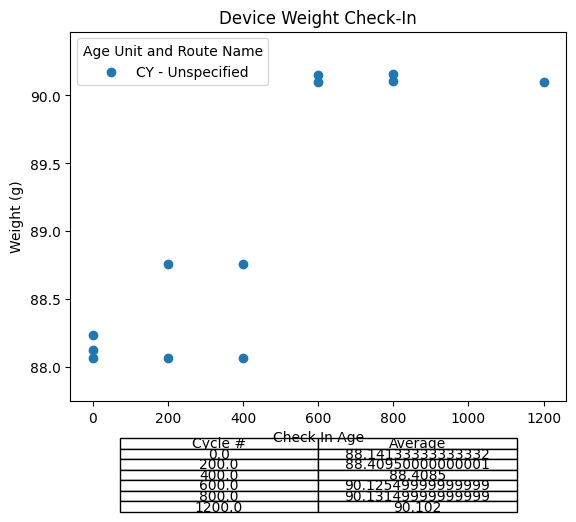 Device Weight Check-In
Age Unit and Route Name
CY - Unspecified
Weight (g)
90.0
89.5
89.0
88.5
88.0
0 200 400 600 800 1000 1200
Check In Age
Cycle # Average
0.0 88.14133333333332
200.0 88.40950000000001
400.0 88.4085
600.0 90.12549999999999
800.0 90.13149999999999
1200.0 90.102